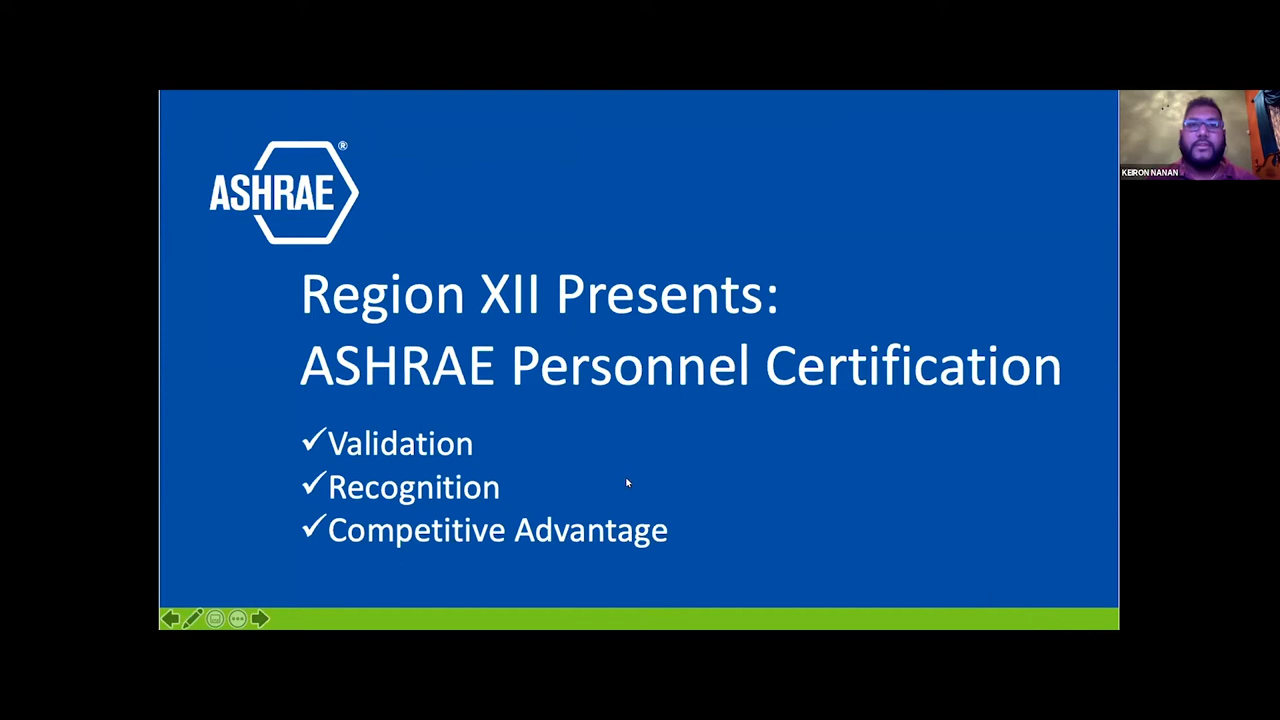 ASHRAE®
Region XII Presents:
ASHRAE Personnel Certification
✓Validation
✓Recognition
✓Competitive Advantage
KEIRON NANAN